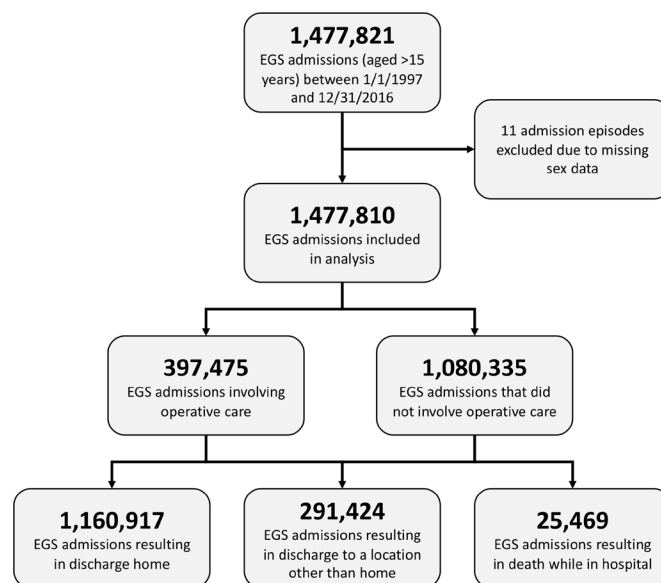 1,477,821
EGS admissions (aged >15
years) between 1/1/1997
and 12/31/2016
11 admission episodes
excluded due to missing
sex data
1,477,810
EGS admissions included
in analysis
397,475
EGS admissions involving
operative care
1,080,335
EGS admissions that did
not involve operative care
1,160,917
EGS admissions resulting
in discharge home
291,424
EGS admissions resulting
in discharge to a location
other than home
25,469
EGS admissions resulting
in death while in hospital